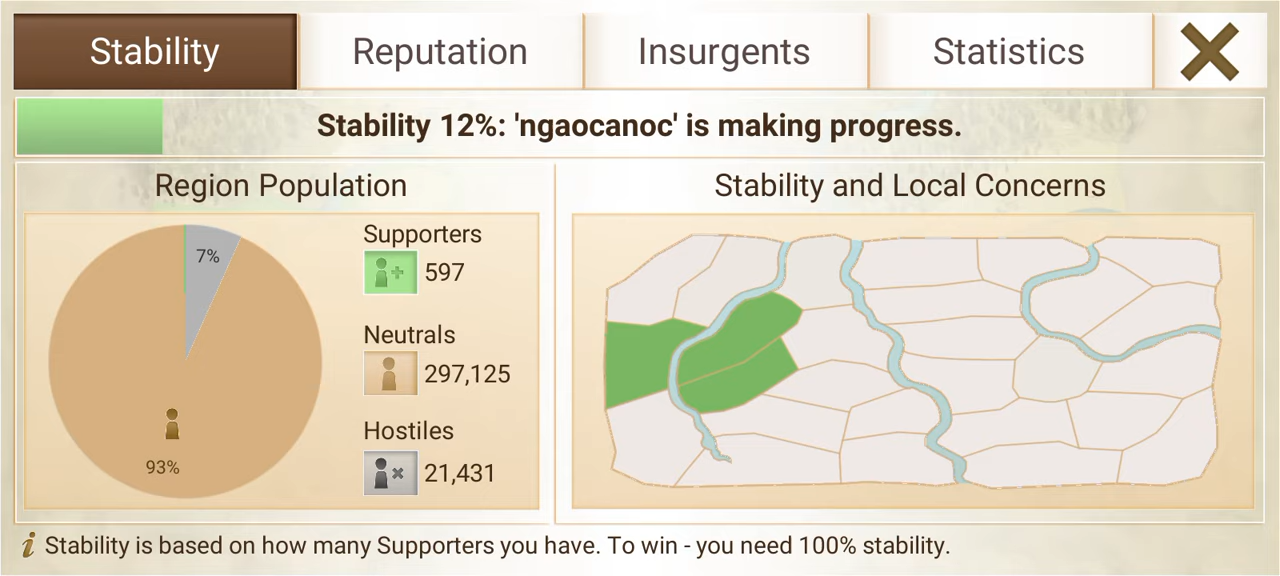 Stability
Reputation
Insurgents
Statistics
Stability 12%: 'ngaocanoc' is making progress.
Region Population
7%
93%
Supporters
597
Neutrals
297,125
Hostiles
21,431
Stability and Local Concerns
i Stability is based on how many Supporters you have. To win - you need 100% stability.